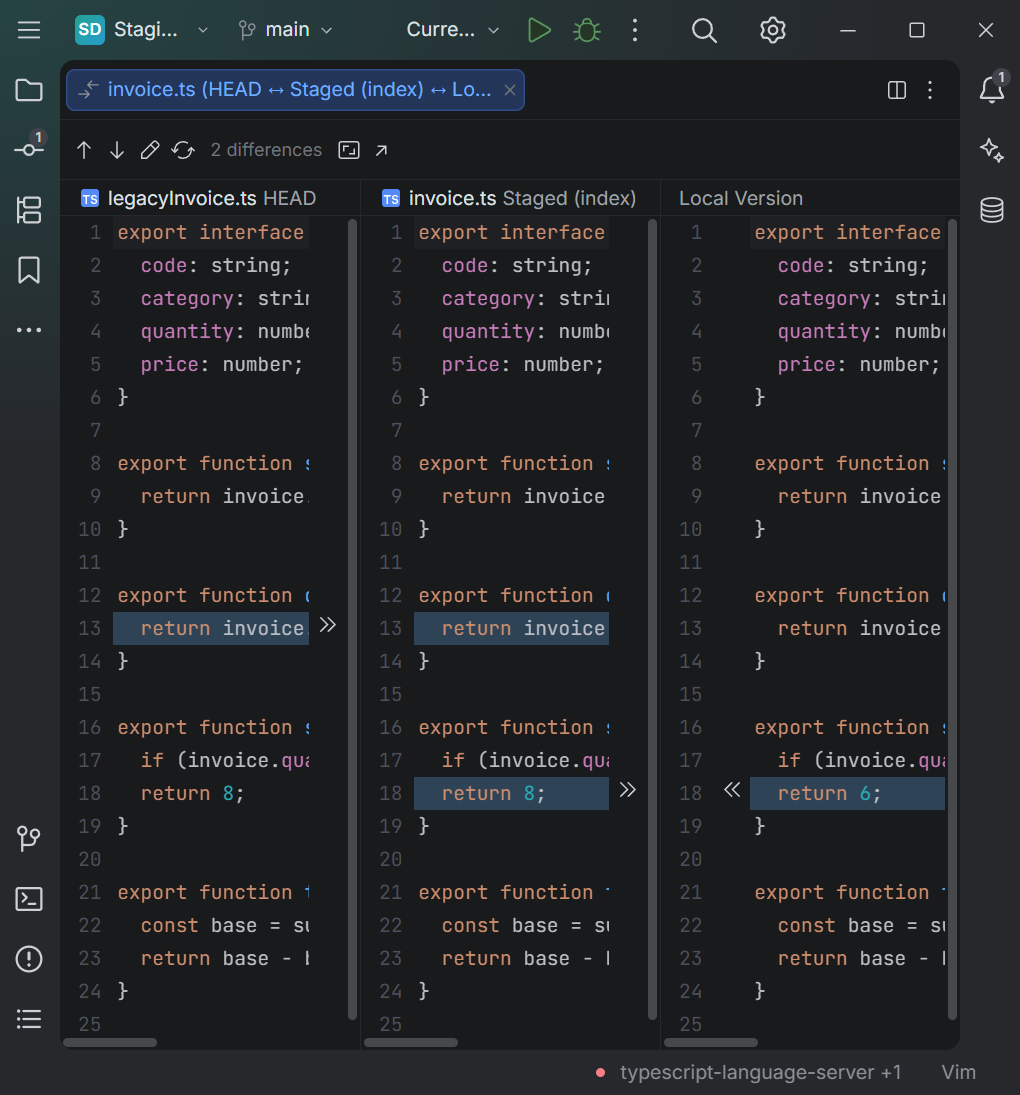 SD Stagi... main Curre...
invoice.ts (HEAD ↔ Staged (index) ↔ Lo...
1
1
2 differences
legacyInvoice.ts HEAD
TS
1 export interface
2 code: string;
3 category: strin
4 quantity: numbe
5 price: number;
6 }
7
8 export function s
9 return invoice.
10 }
11
12 export function d
13 return invoice.
14 }
15
16 export function s
17 if (invoice.qua
18 return 8;
19 }
20
21 export function t
22 const base = su
23 return base - b
24 }
25
TS invoice.ts Staged (index)
1 export interface
2 code: string;
3 category: strin
4 quantity: numbe
5 price: number;
6 }
7
8 export function s
9 return invoice
10 }
11
12 export function d
13 return invoice
14 }
15
16 export function s
17 if (invoice.qua
18 return 8;
19 }
20
21 export function t
22 const base = su
23 return base - b
24 }
25
Local Version
1 export interface
2 code: string;
3 category: strin
4 quantity: numb
5 price: number;
6 }
7
8 export function s
9 return invoice
10 }
11
12 export function d
13 return invoice
14 }
15
16 export function s
17 if (invoice.qua
18 return 6;
19 }
20
21 export function t
22 const base = su
23 return base - b
24 }
25
typescript-language-server +1 Vim